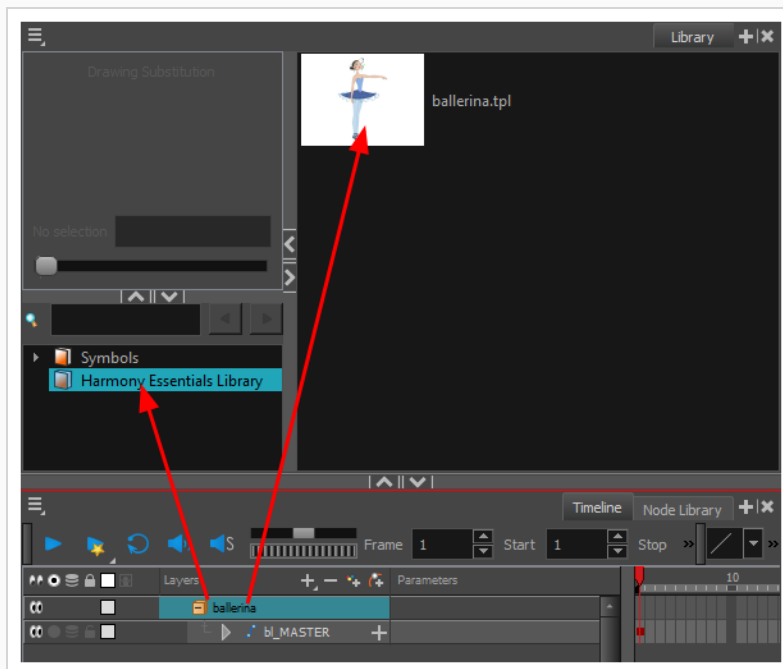 Library
Drawing Substitution
ballerina.tpl
No selection
Symbols
Harmony Essentials Library
Timeline
Node Library
S
Frame 1 Start 1 Stop
Layers Parameters 10
ballerina
bl_MASTER